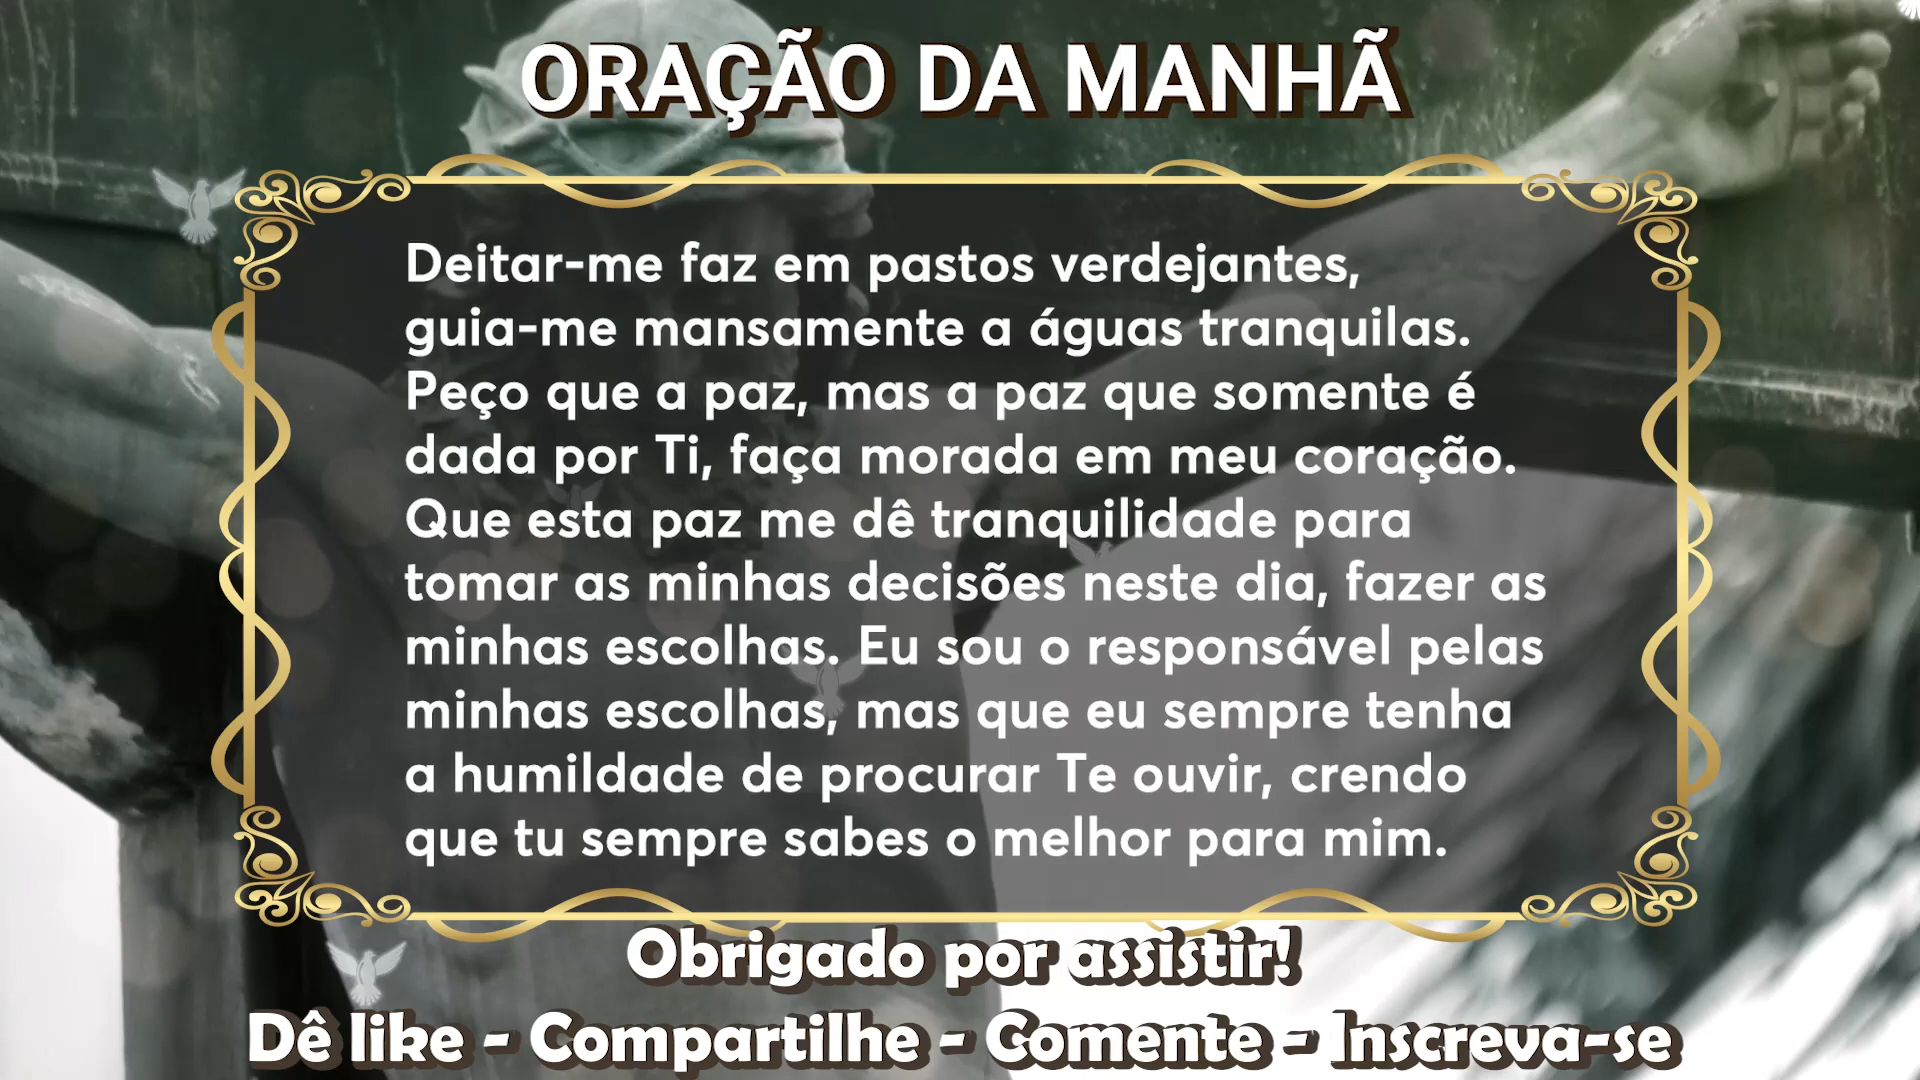 ORAÇÃO DA MANHÃ
Deitar-me faz em pastos verdejantes,
guia-me mansamente a águas tranquilas.
Peço que a paz, mas a paz que somente é
dada por Ti, faça morada em meu coração.
Que esta paz me dê tranquilidade para
tomar as minhas decisões neste dia, fazer as
minhas escolhas. Eu sou o responsável pelas
minhas escolhas, mas que eu sempre tenha
a humildade de procurar Te ouvir, crendo
que tu sempre sabes o melhor para mim.
Obrigado por assistir!
Dê like - Compartilhe - Comente - Inscreva-se